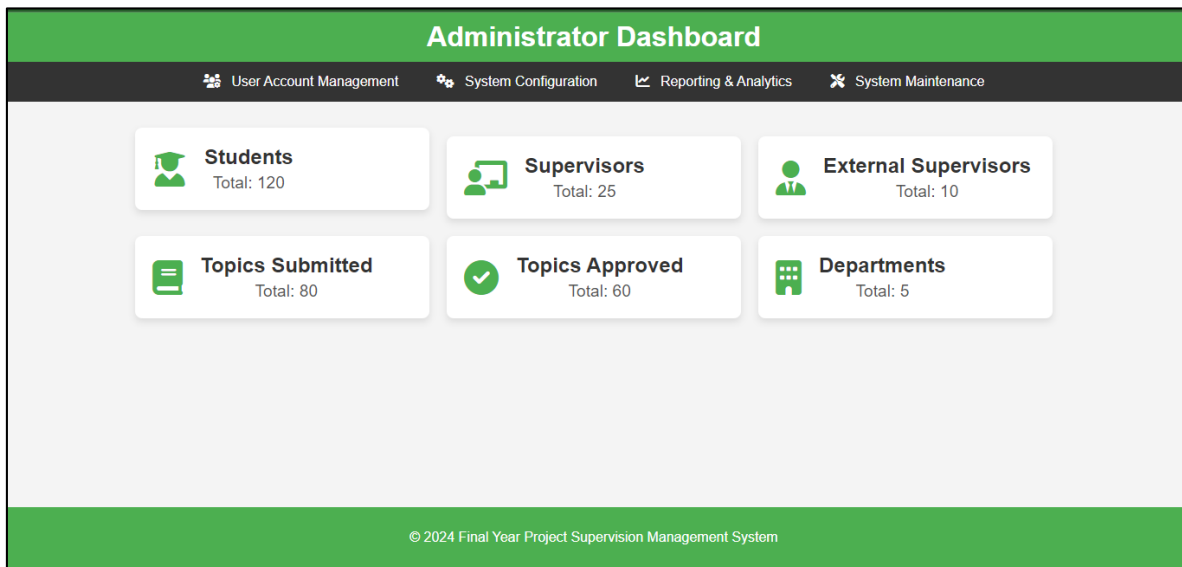 Administrator Dashboard
User Account Management
System Configuration
Reporting & Analytics
System Maintenance
Students
Total: 120
Supervisors
Total: 25
External Supervisors
Total: 10
Topics Submitted
Total: 80
Topics Approved
Total: 60
Departments
Total: 5
© 2024 Final Year Project Supervision Management System